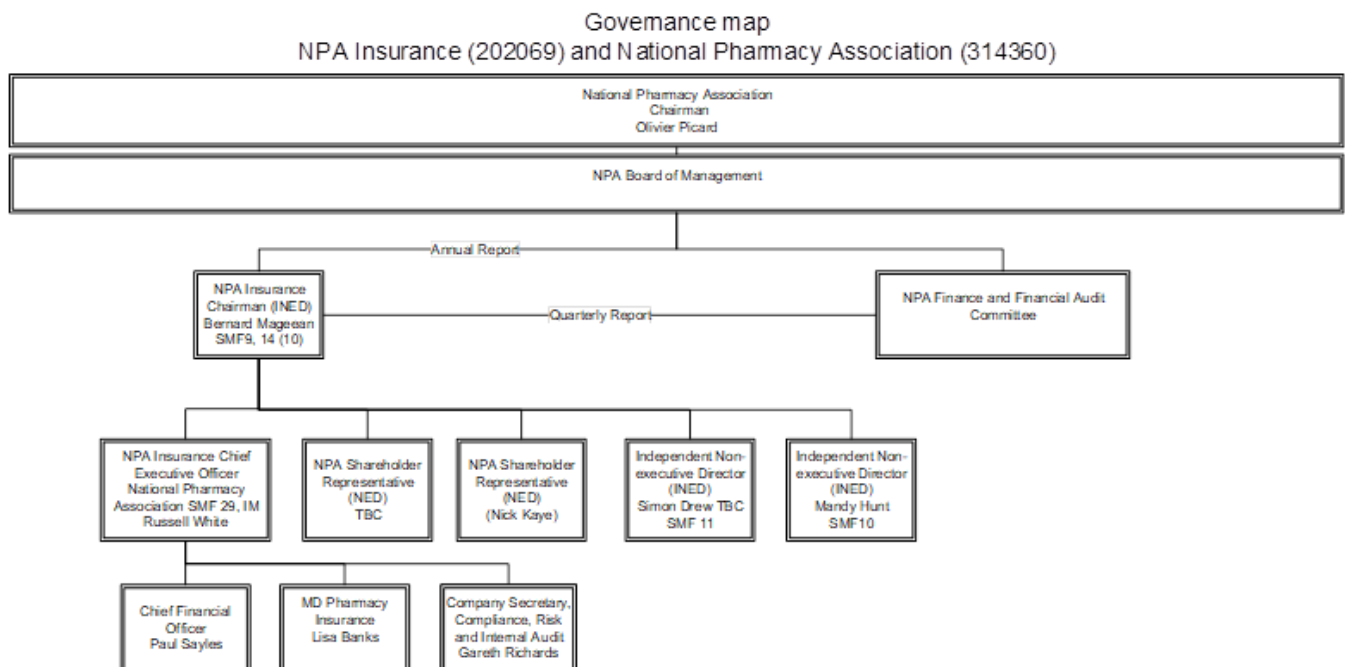 Governance map
NPA Insurance (202069) and National Pharmacy Association (314360)
National Pharmacy Association
Chairman
Olivier Picard
NPA Board of Management
Annual Report
NPA Insurance
Chairman (INED)
Bernard Mageean
SMF9, 14 (10)
Quarterly Report
NPA Finance and Financial Audit
Committee
NPA Insurance Chief
Executive Officer
National Pharmacy
Association SMF 29, IM
Russell White
NPA Shareholder
Representative
(NED)
TBC
NPA Shareholder
Representative
(NED)
(Nick Kaye)
Independent Non-
executive Director
(INED)
Simon Drew TBC
SMF 11
Independent Non-
executive Director
(INED)
Mandy Hunt
SMF10
Chief Financial
Officer
Paul Sayles
MD Pharmacy
Insurance
Lisa Banks
Company Secretary,
Compliance, Risk
and Internal Audit
Gareth Richards